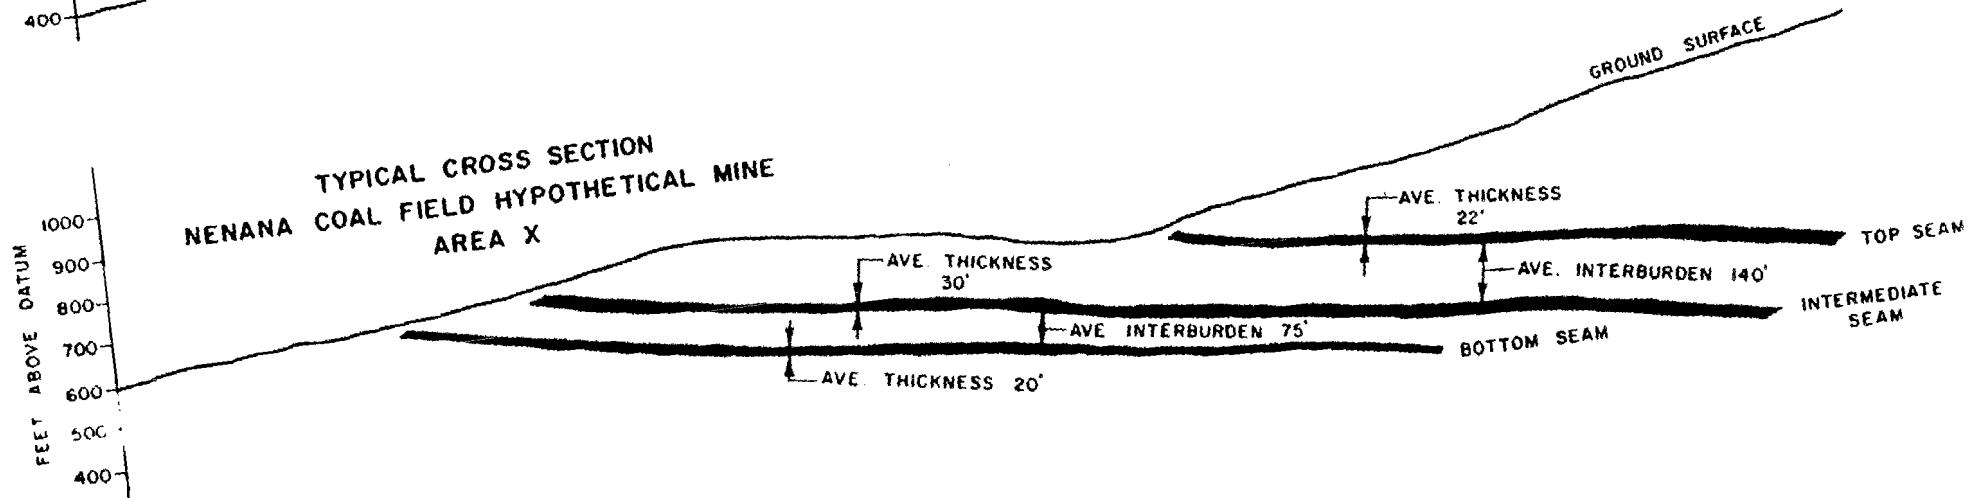 400
GROUND SURFACE
TYPICAL CROSS SECTION
NENANA COAL FIELD HYPOTHETICAL MINE
AREA X
FEET ABOVE DATUM
1000
900
800
700
600
500
400
AVE. THICKNESS
22'
TOP SEAM
AVE. INTERBURDEN 140'
AVE. THICKNESS
30'
INTERMEDIATE
SEAM
AVE INTERBURDEN 75'
BOTTOM SEAM
AVE. THICKNESS 20'